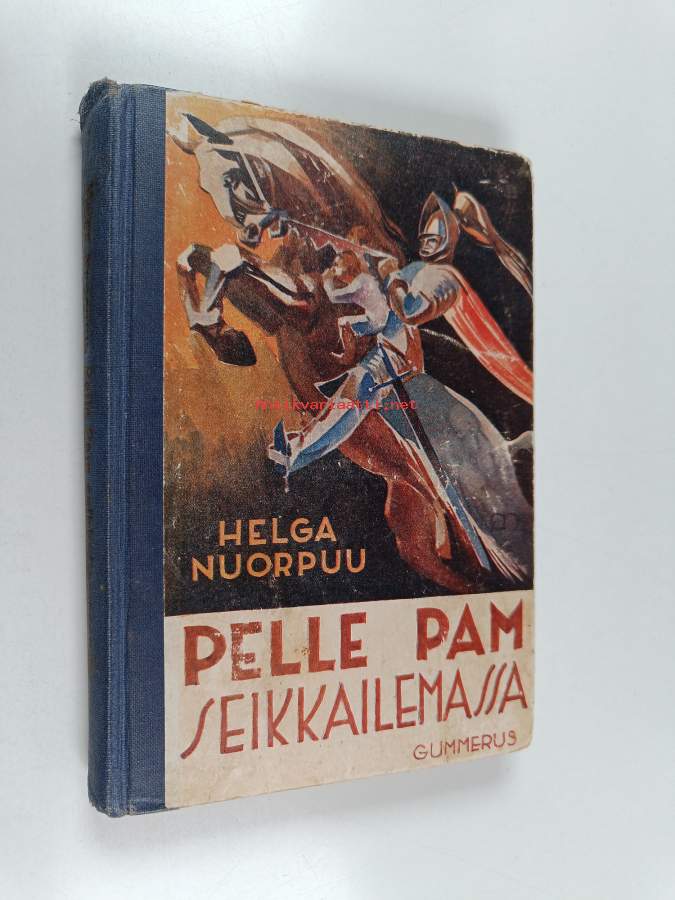 HELGA
NUORPUU
PELLE PAM
SEIKKAILEMASSA
GUMMERUS